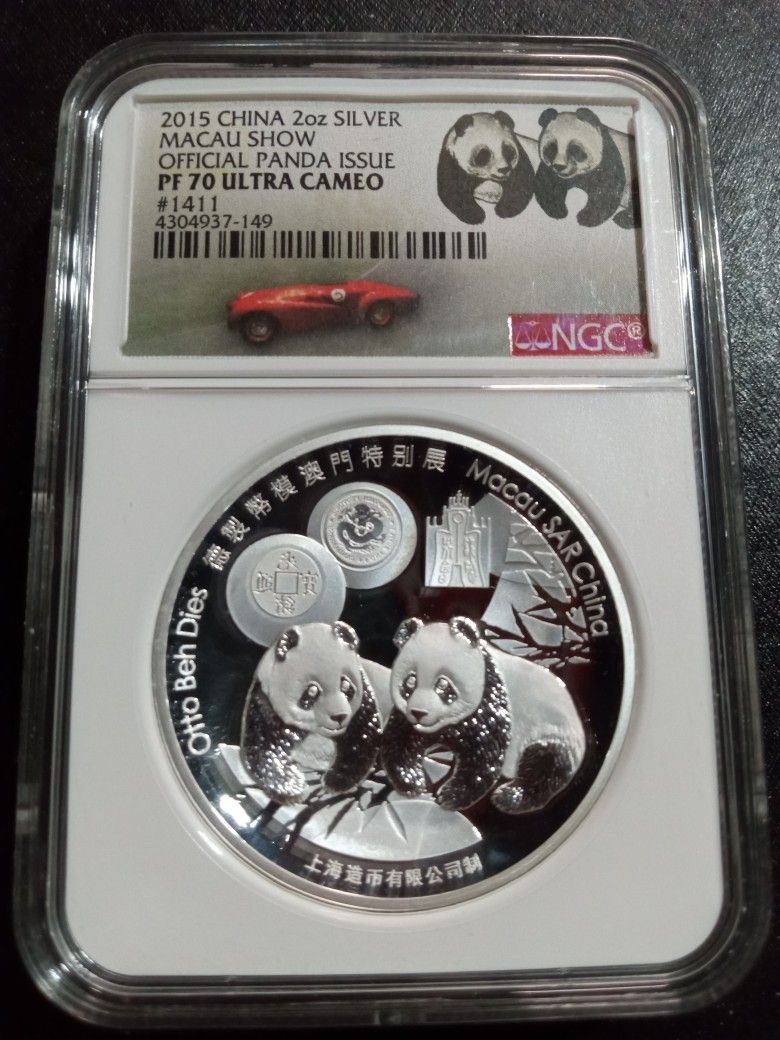 2015 CHINA 2oz SILVER
MACAU SHOW
OFFICIAL PANDA ISSUE
PF 70 ULTRA CAMEO
#1411
4304937-149
NGC®
Otto Beh Dies 德製幣模澳門特別展 Macau SAR China
上海造币有限公司制